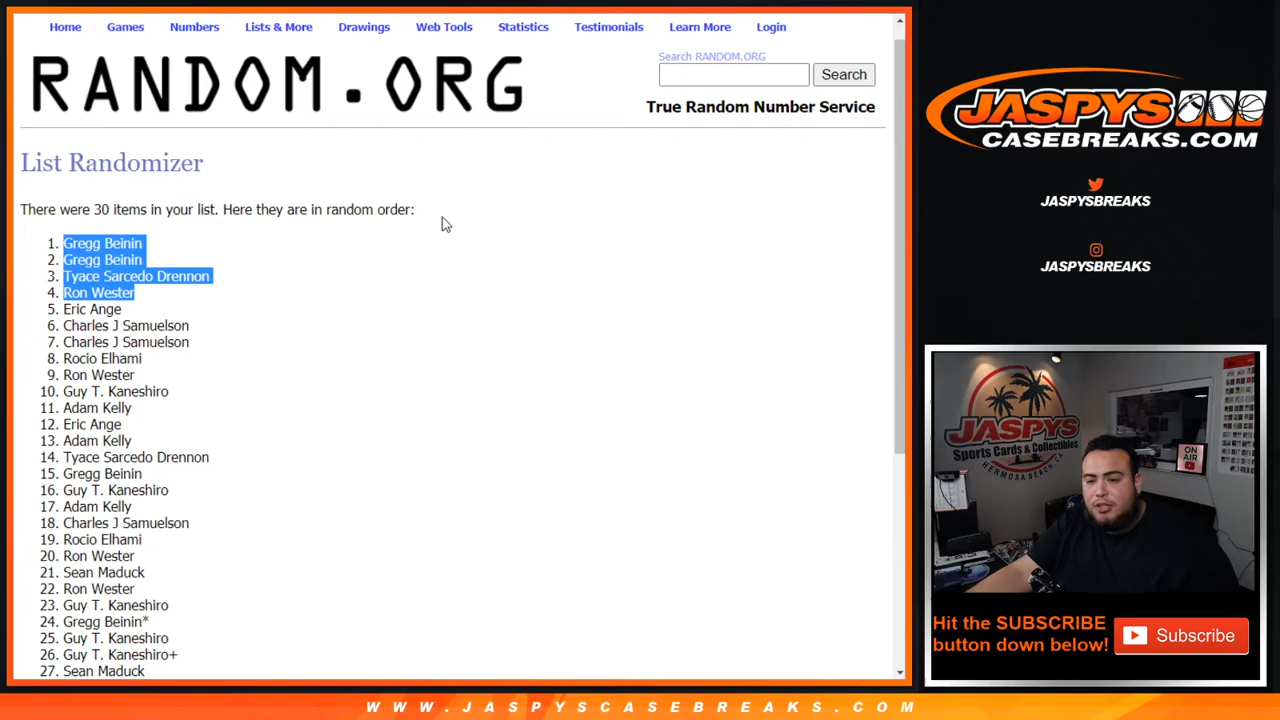 Home Games Numbers Lists & More Drawings Web Tools Statistics Testimonials Learn More Login
RANDOM.ORG
Search RANDOM.ORG
Search
True Random Number Service
List Randomizer
There were 30 items in your list. Here they are in random order:
1. Gregg Beinin
2. Gregg Beinin
3. Tyace Sarcedo Drennon
4. Ron Wester
5. Eric Ange
6. Charles J Samuelson
7. Charles J Samuelson
8. Rocio Elhami
9. Ron Wester
10. Guy T. Kaneshiro
11. Adam Kelly
12. Eric Ange
13. Adam Kelly
14. Tyace Sarcedo Drennon
15. Gregg Beinin
16. Guy T. Kaneshiro
17. Adam Kelly
18. Charles J Samuelson
19. Rocio Elhami
20. Ron Wester
21. Sean Maduck
22. Ron Wester
23. Guy T. Kaneshiro
24. Gregg Beinin*
25. Guy T. Kaneshiro
26. Guy T. Kaneshiro+
27. Sean Maduck
JASPYS
CASEBREAKS.COM
JASPYSBREAKS
JASPYSBREAKS
JASPYS
Sports Cards & Collectibles
HERMOSA BEACH, CA
ON
AIR
Hit the SUBSCRIBE
button down below!
Subscribe
WWW.JASPYSCASEBREAKS.COM